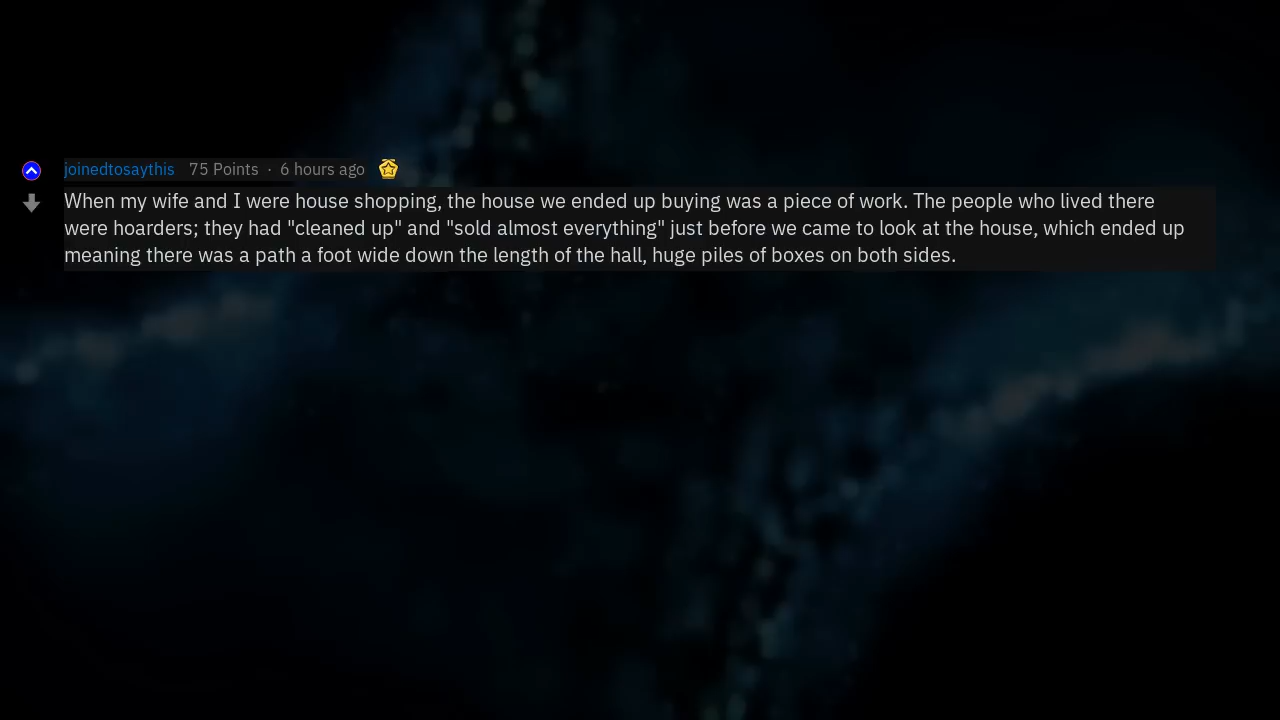 joinedtosaythis 75 Points · 6 hours ago
When my wife and I were house shopping, the house we ended up buying was a piece of work. The people who lived there
were hoarders; they had "cleaned up" and "sold almost everything" just before we came to look at the house, which ended up
meaning there was a path a foot wide down the length of the hall, huge piles of boxes on both sides.